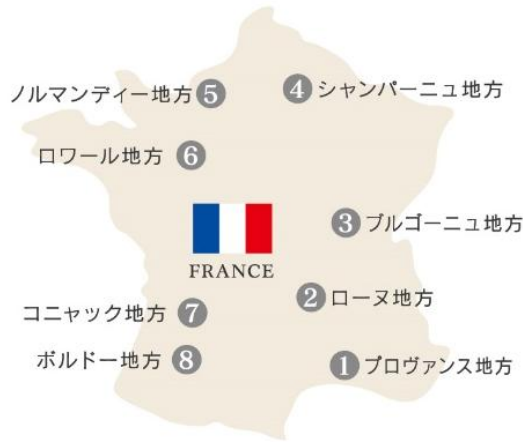 ノルマンディー地方 5
4 シャンパーニュ地方
ロワール地方 6
3 ブルゴーニュ地方
FRANCE
2 ローヌ地方
コニャック地方 7
ボルドー地方 8
1 プロヴァンス地方